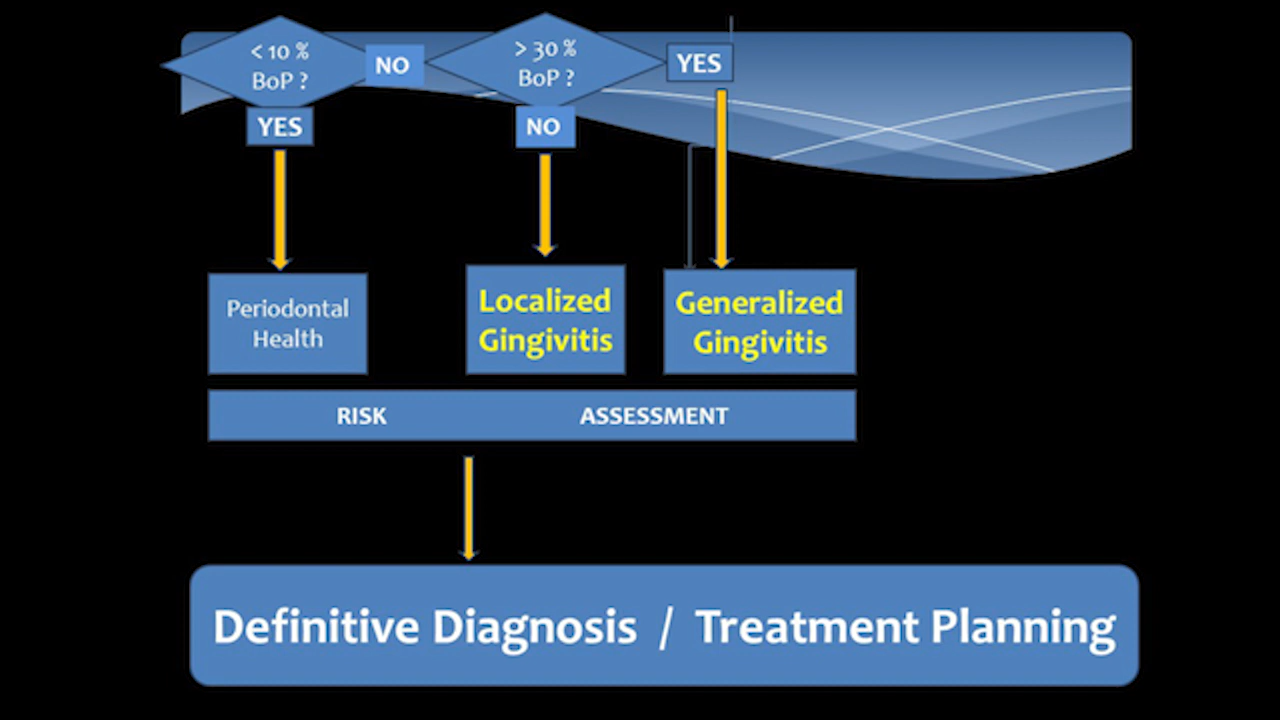 < 10 %
BoP ?
NO
> 30 %
BoP ?
YES
YES
NO
Periodontal
Health
Localized
Gingivitis
Generalized
Gingivitis
RISK ASSESSMENT
Definitive Diagnosis / Treatment Planning